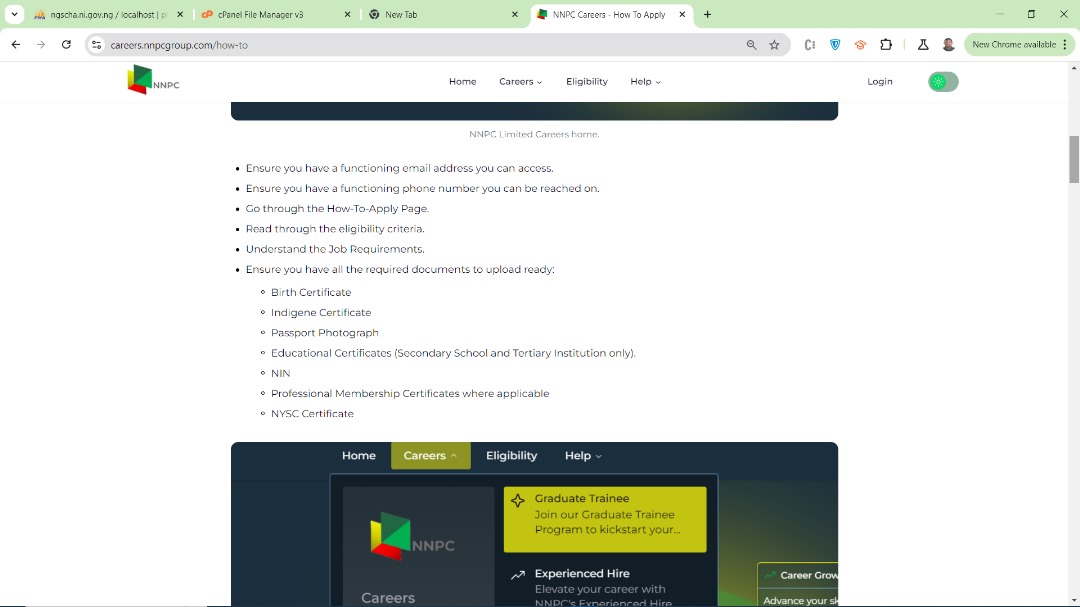 ngscha.ni.gov.ng / localhost | p
cPanel File Manager v3
New Tab
NNPC Careers - How To Apply
careers.nnpcgroup.com/how-to
New Chrome available
NNPC
Home
Careers
Eligibility
Help
Login
NNPC Limited Careers home.
Ensure you have a functioning email address you can access.
Ensure you have a functioning phone number you can be reached on.
Go through the How-To-Apply Page.
Read through the eligibility criteria.
Understand the Job Requirements.
Ensure you have all the required documents to upload ready:
Birth Certificate
Indigene Certificate
Passport Photograph
Educational Certificates (Secondary School and Tertiary Institution only).
NIN
Professional Membership Certificates where applicable
NYSC Certificate
Home
Careers
Eligibility
Help
NNPC
Careers
Graduate Trainee
Join our Graduate Trainee
Program to kickstart your...
Experienced Hire
Elevate your career with
NNPC's Experienced Hire
Career Grow
Advance your sk